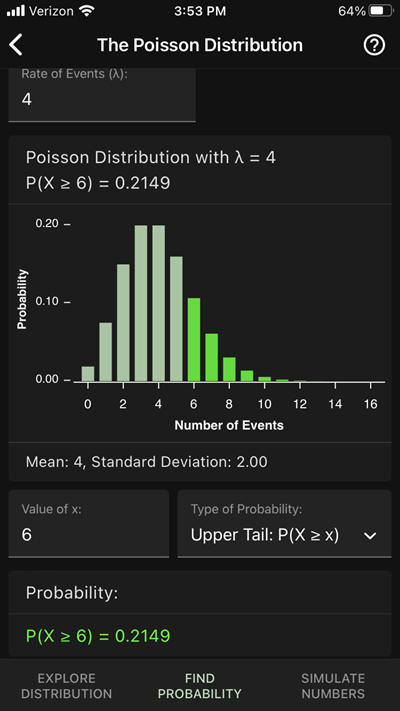 Verizon 3:53 PM 64%
The Poisson Distribution
Rate of Events (λ):
4
Poisson Distribution with λ = 4
P(X ≥ 6) = 0.2149
0.20
0.10
0.00
Probability
0 2 4 6 8 10 12 14 16
Number of Events
Mean: 4, Standard Deviation: 2.00
Value of x:
6
Type of Probability:
Upper Tail: P(X ≥ x)
Probability:
P(X ≥ 6) = 0.2149
EXPLORE
DISTRIBUTION
FIND
PROBABILITY
SIMULATE
NUMBERS